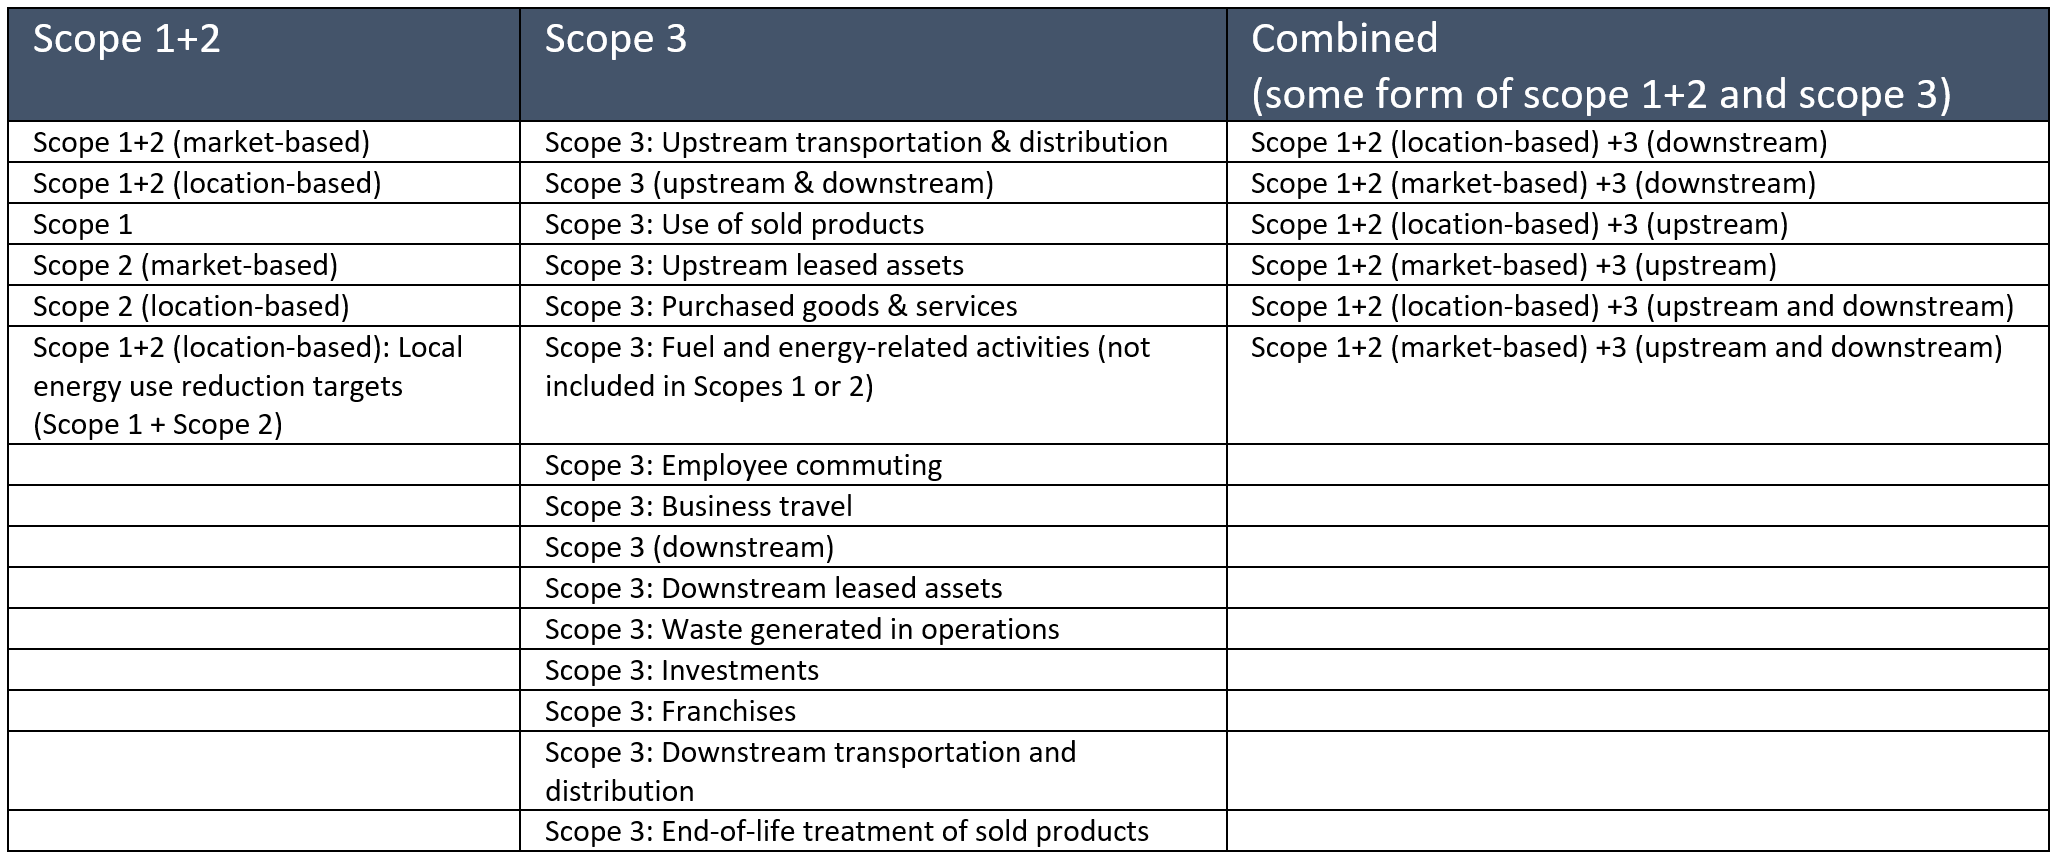 Scope 1+2
Scope 3
Combined
(some form of scope 1+2 and scope 3)
Scope 1+2 (market-based)
Scope 3: Upstream transportation & distribution
Scope 1+2 (location-based) +3 (downstream)
Scope 1+2 (location-based)
Scope 3 (upstream & downstream)
Scope 1+2 (market-based) +3 (downstream)
Scope 1
Scope 3: Use of sold products
Scope 1+2 (location-based) +3 (upstream)
Scope 2 (market-based)
Scope 3: Upstream leased assets
Scope 1+2 (market-based) +3 (upstream)
Scope 2 (location-based)
Scope 3: Purchased goods & services
Scope 1+2 (location-based) +3 (upstream and downstream)
Scope 1+2 (location-based): Local
energy use reduction targets
(Scope 1 + Scope 2)
Scope 3: Fuel and energy-related activities (not
included in Scopes 1 or 2)
Scope 1+2 (market-based) +3 (upstream and downstream)
Scope 3: Employee commuting
Scope 3: Business travel
Scope 3 (downstream)
Scope 3: Downstream leased assets
Scope 3: Waste generated in operations
Scope 3: Investments
Scope 3: Franchises
Scope 3: Downstream transportation and
distribution
Scope 3: End-of-life treatment of sold products